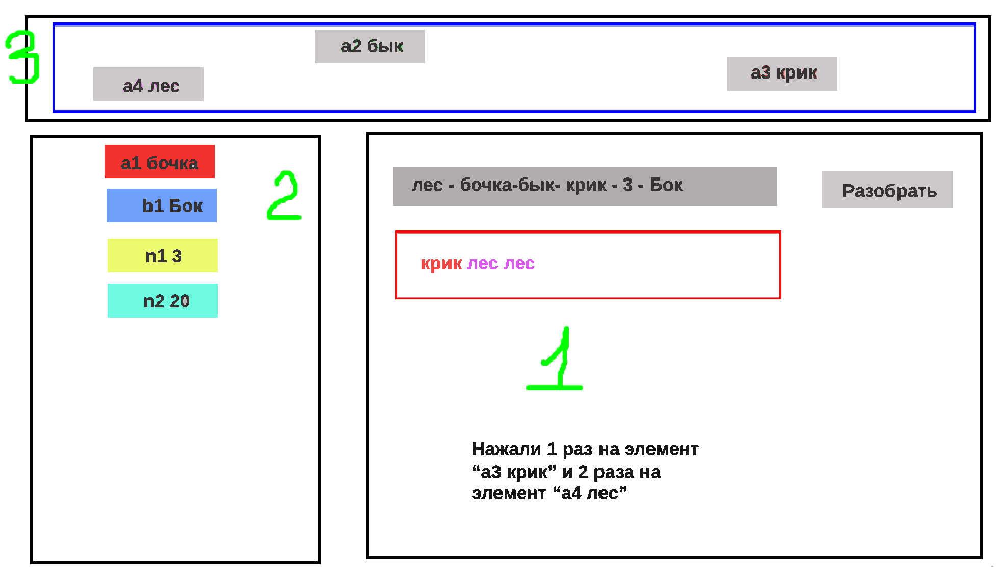 3
a2 бык
a3 крик
a4 лес
a1 бочка
b1 Бок
n1 3
n2 20
2
лес - бочка-бык- крик - 3 - Бок
Разобрать
крик лес лес
1
Нажали 1 раз на элемент
“a3 крик” и 2 раза на
элемент “a4 лес”